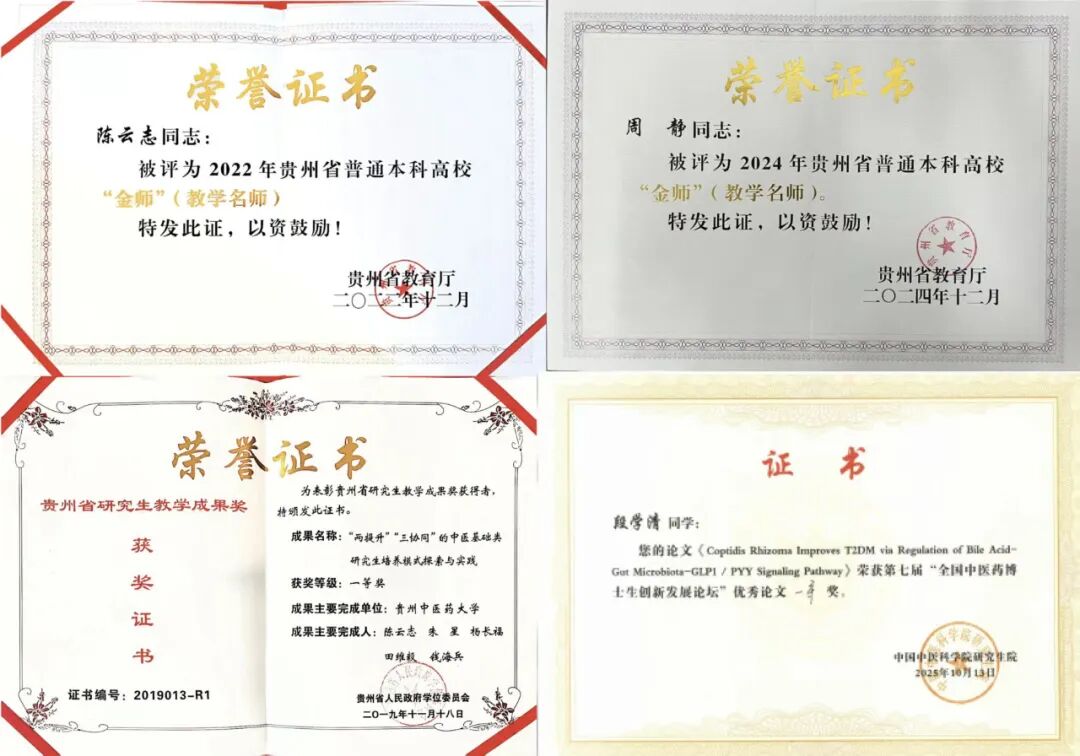 荣誉证书
陈云志同志：
被评为 2022 年贵州省普通本科高校
“金师”（教学名师）
特发此证，以资鼓励！
贵州省教育厅
二〇二二年十二月
荣誉证书
周 静同志：
被评为 2024 年贵州省普通本科高校
“金师”（教学名师）。
特发此证，以资鼓励！
贵州省教育厅
贵州省教育厅
二〇二四年十二月
荣誉证书
贵州省研究生教学成果奖
获
奖
证
书
证书编号：2019013-R1
为表彰贵州省研究生教学成果奖获得者，
特颁发此证书。
成果名称：“两提升”“三协同”的中医基础类
研究生培养模式探索与实践
获奖等级：一等奖
成果主要完成单位：贵州中医药大学
成果主要完成人：陈云志 朱 星 杨长福
田维毅 钱海兵
贵州省人民政府学位委员会
二〇一九年十一月十八日
证 书
段学清 同学：
您的论文《Coptidis Rhizoma Improves T2DM via Regulation of Bile Acid-
Gut Microbiota-GLP1 / PYY Signaling Pathway》荣获第七届“全国中医药博
士生创新发展论坛”优秀论文 一等 奖。
中国中医科学院研究生院
2025年10月13日